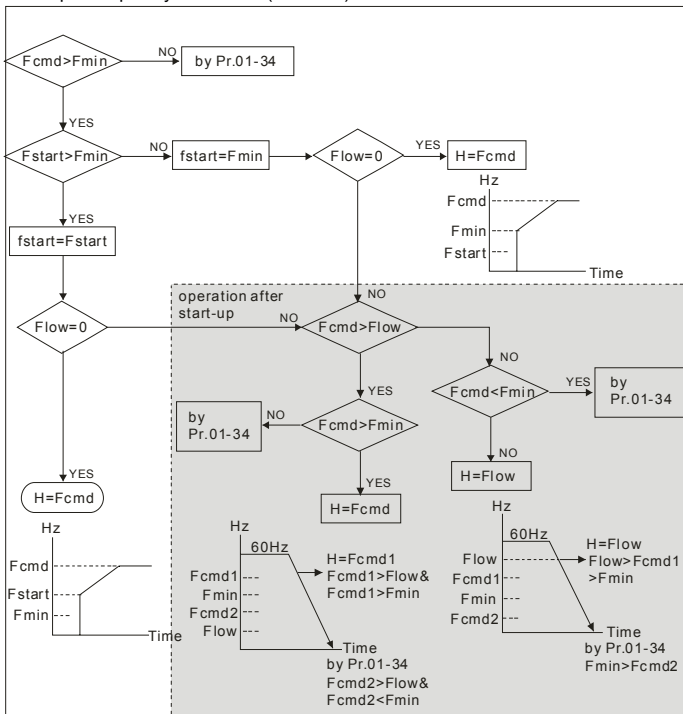 Fcmd>Fmin
NO
by Pr.01-34
YES
Fstart>Fmin
NO
fstart=Fmin
Flow=0
YES
H=Fcmd
Hz
Fcmd
Fmin
Fstart
Time
YES
fstart=Fstart
NO
operation after
start-up
Flow=0
NO
Fcmd>Flow
NO
YES
Fcmd<Fmin
YES
by
Pr.01-34
by
Pr.01-34
NO
Fcmd>Fmin
NO
H=Flow
YES
H=Fcmd
YES
H=Fcmd
Hz
Fcmd
Fstart
Fmin
Time
Hz
60Hz
Fcmd1
Fmin
Fcmd2
Flow
H=Fcmd1
Fcmd1>Flow&
Fcmd1>Fmin
Time
by Pr.01-34
Fcmd2>Flow&
Fcmd2<Fmin
Hz
60Hz
Flow
Fcmd1
Fmin
Fcmd2
H=Flow
Flow>Fcmd1
>Fmin
Time
by Pr.01-34
Fmin>Fcmd2